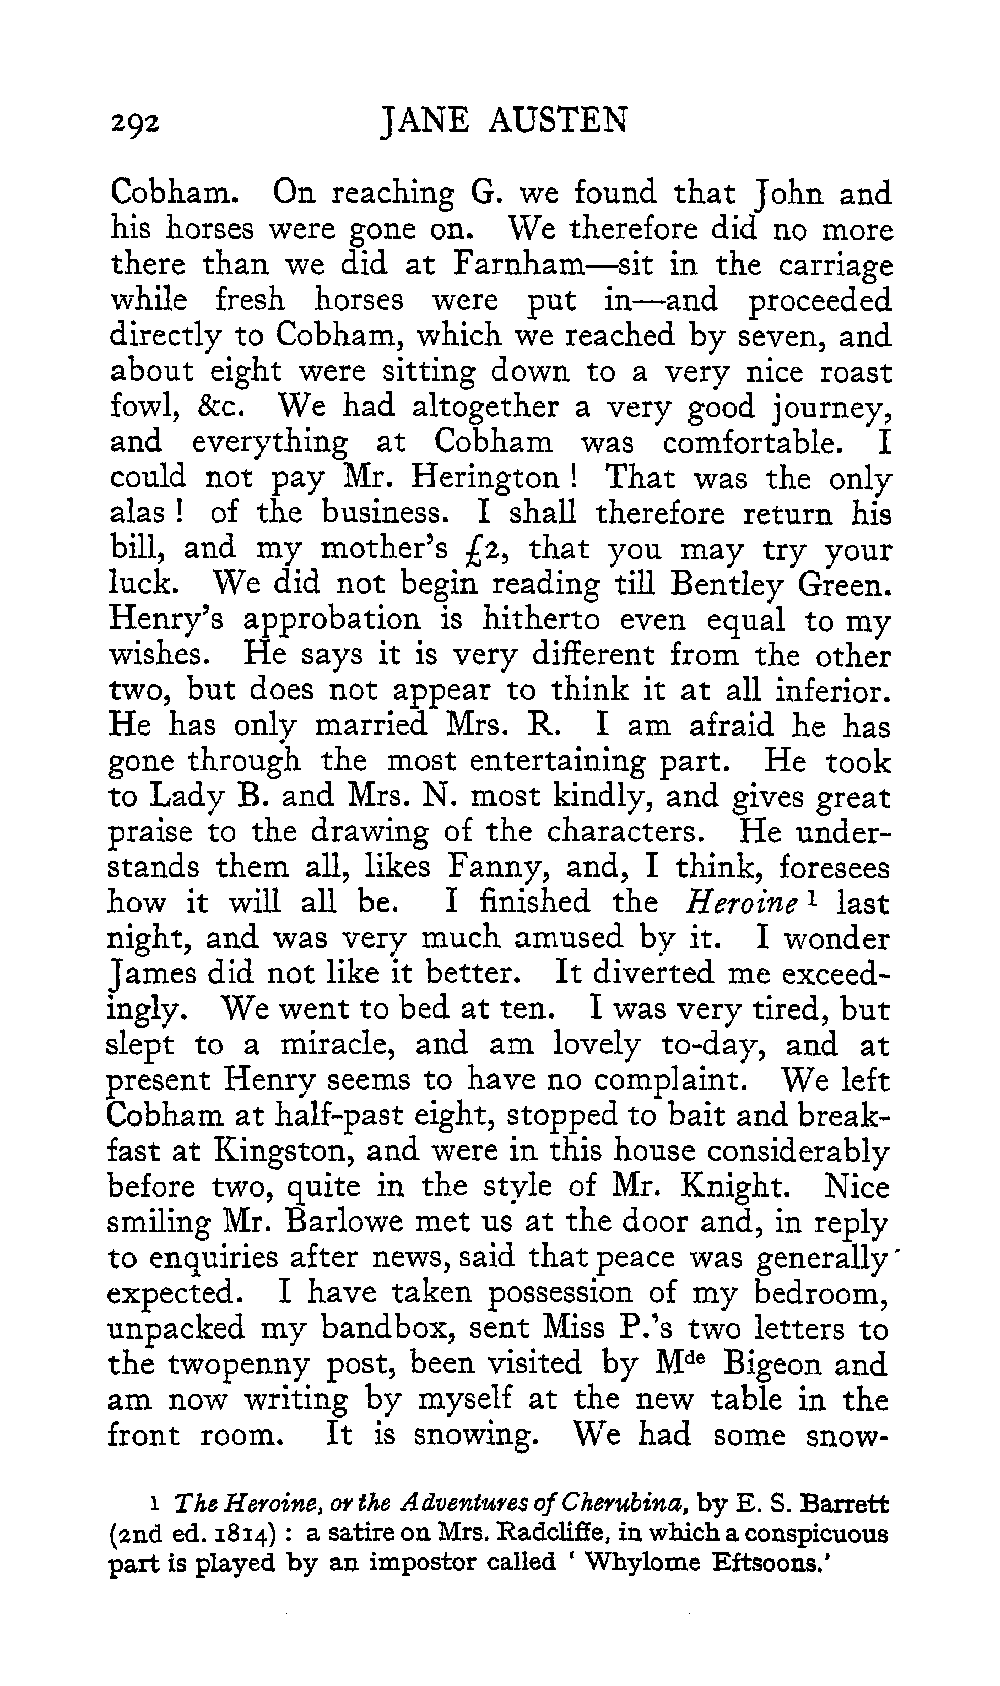 292 JANE AUSTEN
Cobham. On reaching G. we found that John and
his horses were gone on. We therefore did no more
there than we did at Farnham—sit in the carriage
while fresh horses were put in—and proceeded
directly to Cobham, which we reached by seven, and
about eight were sitting down to a very nice roast
fowl, &c. We had altogether a very good journey,
and everything at Cobham was comfortable. I
could not pay Mr. Herington ! That was the only
alas ! of the business. I shall therefore return his
bill, and my mother's £2, that you may try your
luck. We did not begin reading till Bentley Green.
Henry's approbation is hitherto even equal to my
wishes. He says it is very different from the other
two, but does not appear to think it at all inferior.
He has only married Mrs. R. I am afraid he has
gone through the most entertaining part. He took
to Lady B. and Mrs. N. most kindly, and gives great
praise to the drawing of the characters. He under-
stands them all, likes Fanny, and, I think, foresees
how it will all be. I finished the Heroine 1 last
night, and was very much amused by it. I wonder
James did not like it better. It diverted me exceed-
ingly. We went to bed at ten. I was very tired, but
slept to a miracle, and am lovely to-day, and at
present Henry seems to have no complaint. We left
Cobham at half-past eight, stopped to bait and break-
fast at Kingston, and were in this house considerably
before two, quite in the style of Mr. Knight. Nice
smiling Mr. Barlowe met us at the door and, in reply
to enquiries after news, said that peace was generally
expected. I have taken possession of my bedroom,
unpacked my bandbox, sent Miss P.'s two letters to
the twopenny post, been visited by Mde Bigeon and
am now writing by myself at the new table in the
front room. It is snowing. We had some snow-
1 The Heroine, or the Adventures of Cherubina, by E. S. Barrett
(2nd ed. 1814) : a satire on Mrs. Radcliffe, in which a conspicuous
part is played by an impostor called ' Whylome Eftsoons.'